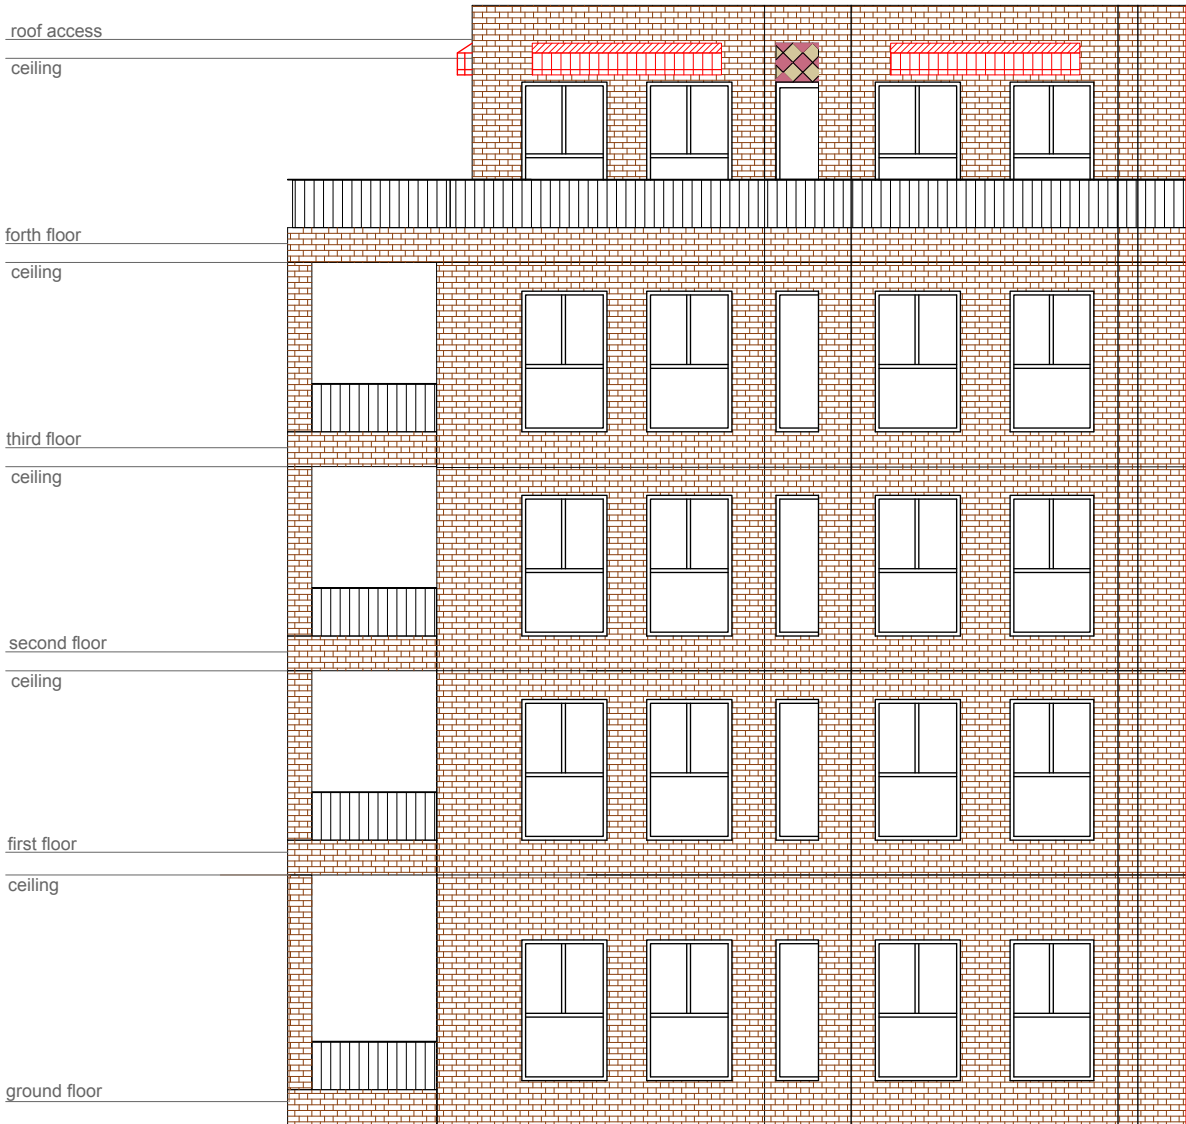 roof access
ceiling
forth floor
ceiling
third floor
ceiling
second floor
ceiling
first floor
ceiling
ground floor